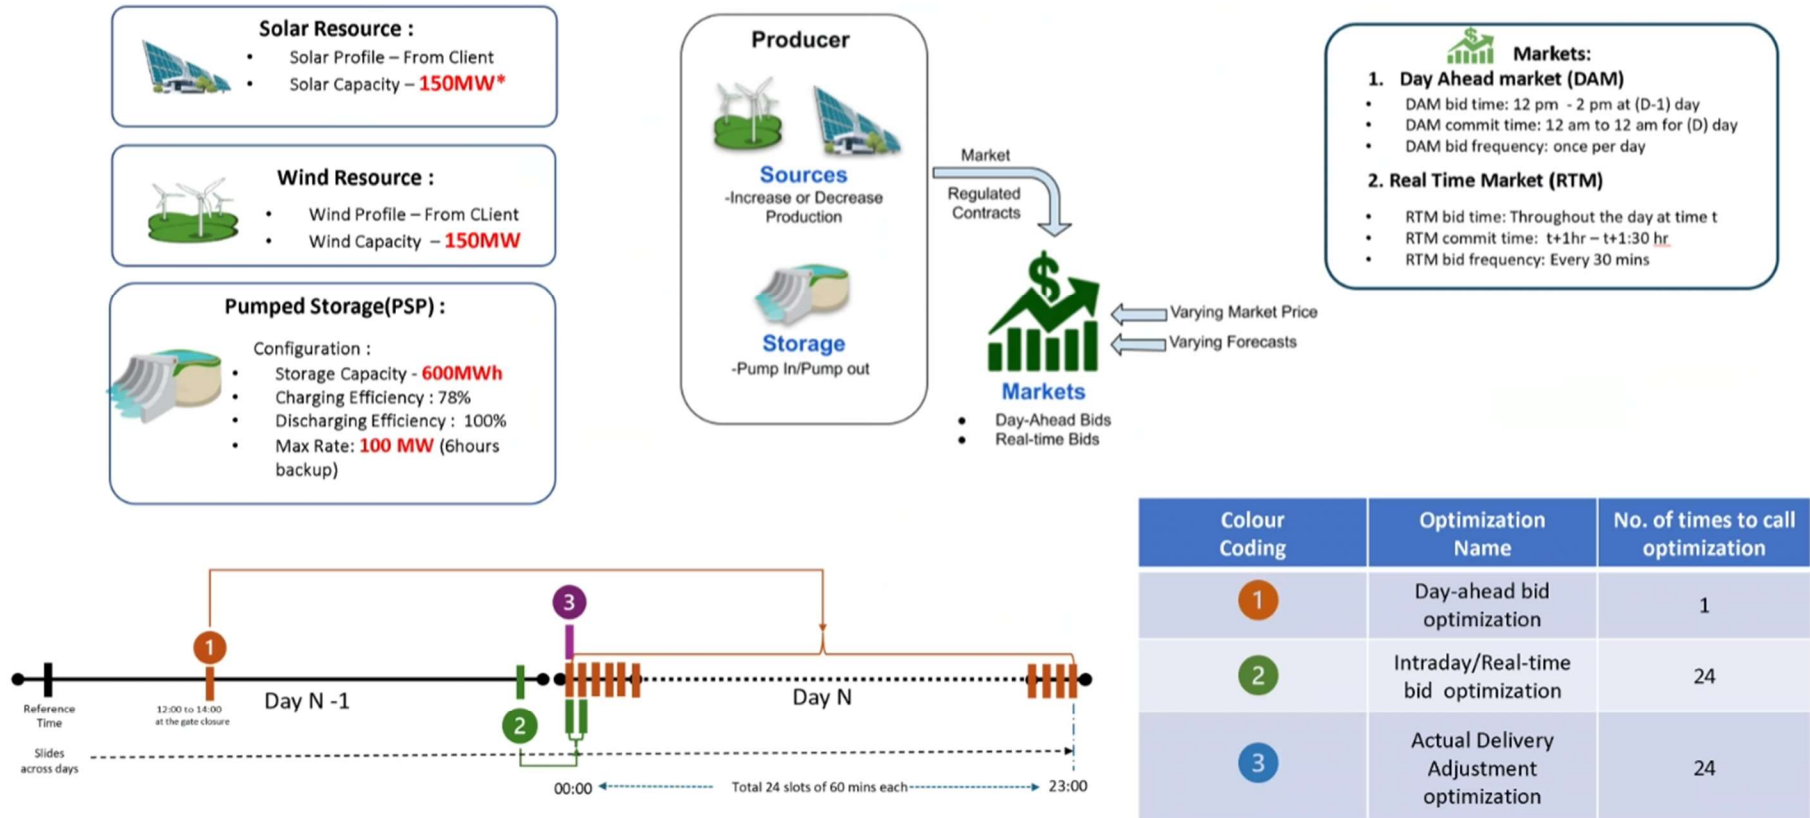 Solar Resource :
• Solar Profile – From Client
• Solar Capacity – 150MW*
Wind Resource :
• Wind Profile – From CLient
• Wind Capacity – 150MW
Pumped Storage(PSP) :
Configuration :
• Storage Capacity - 600MWh
• Charging Efficiency : 78%
• Discharging Efficiency : 100%
• Max Rate: 100 MW (6hours
backup)
Producer
Sources
-Increase or Decrease
Production
Storage
-Pump In/Pump out
Market
Regulated
Contracts
$
Markets
• Day-Ahead Bids
• Real-time Bids
Varying Market Price
Varying Forecasts
$
Markets:
1. Day Ahead market (DAM)
• DAM bid time: 12 pm - 2 pm at (D-1) day
• DAM commit time: 12 am to 12 am for (D) day
• DAM bid frequency: once per day
2. Real Time Market (RTM)
• RTM bid time: Throughout the day at time t
• RTM commit time: t+1hr – t+1:30 hr
• RTM bid frequency: Every 30 mins
1
3
2
Reference
Time
12:00 to 14:00
at the gate closure
Day N -1
Day N
Slides
across days
00:00
Total 24 slots of 60 mins each
23:00
Colour
Coding
Optimization
Name
No. of times to call
optimization
1
Day-ahead bid
optimization
1
2
Intraday/Real-time
bid optimization
24
3
Actual Delivery
Adjustment
optimization
24